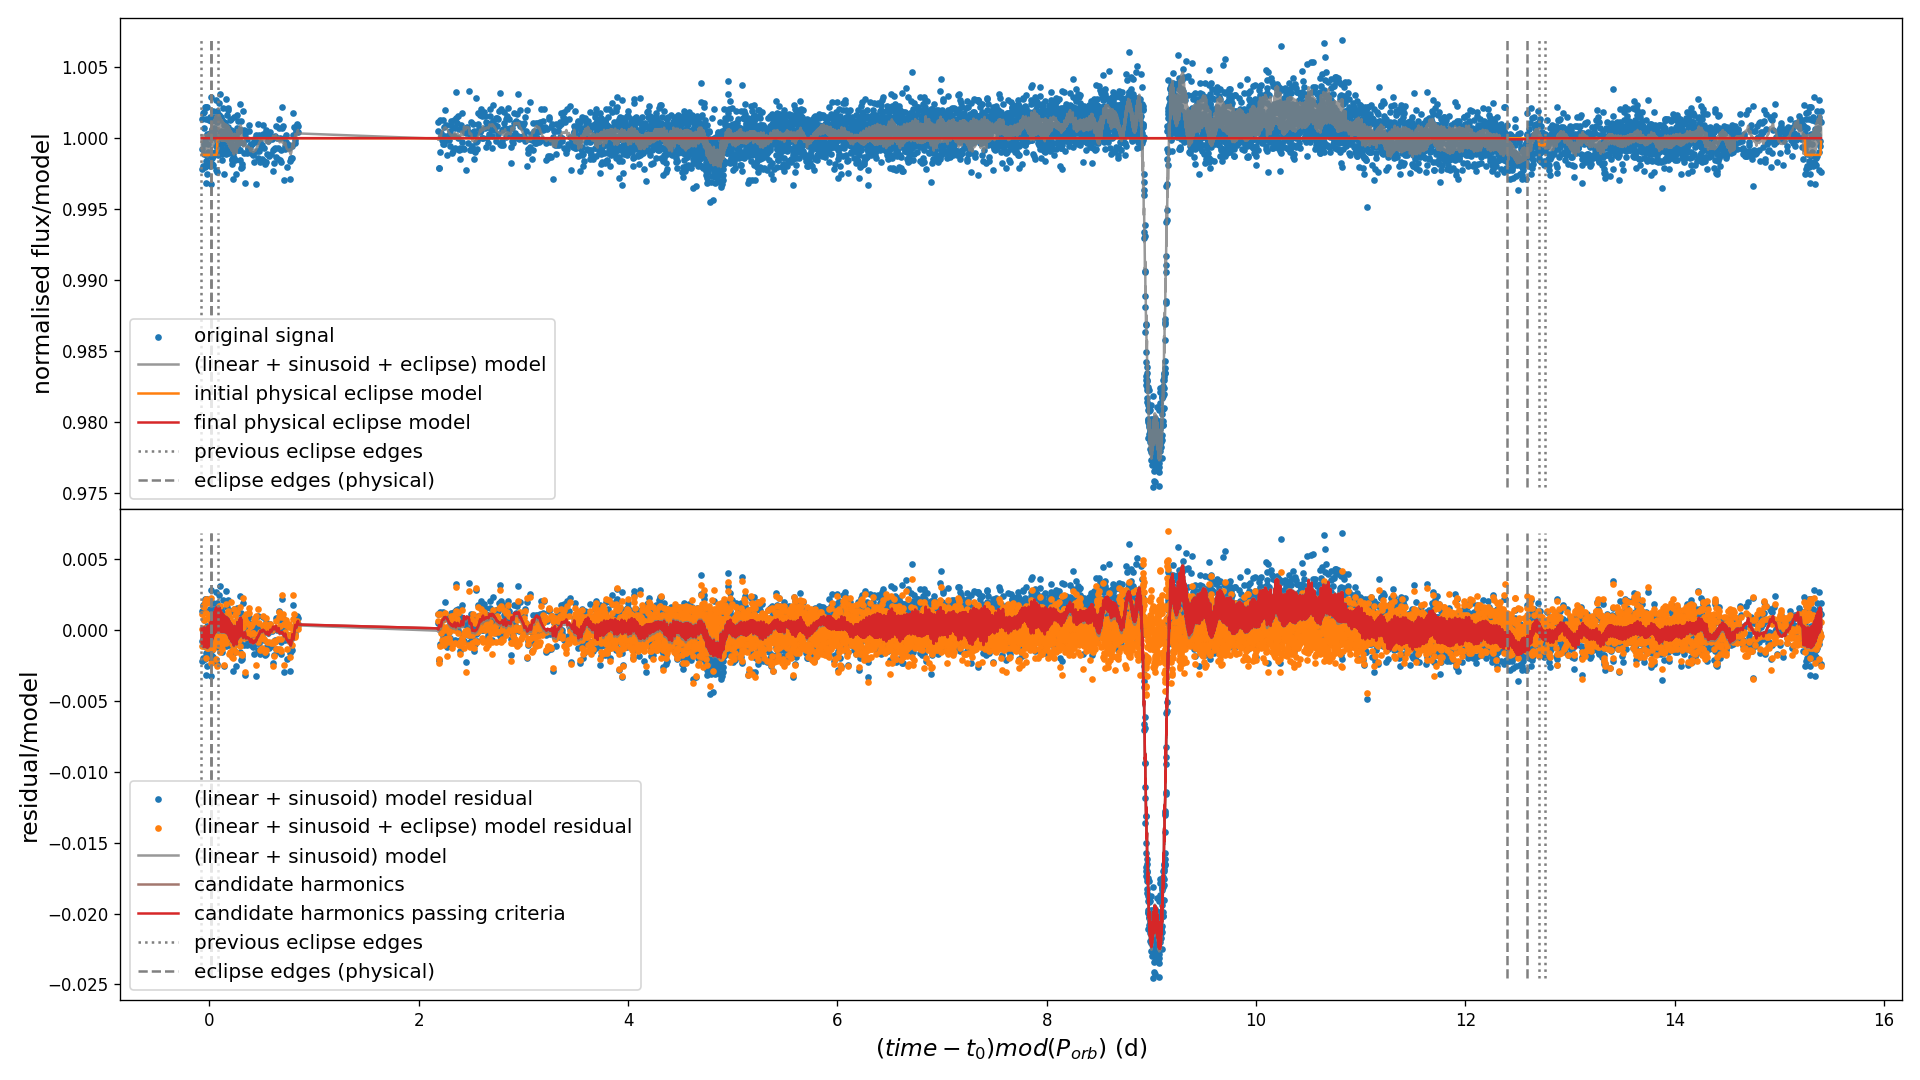 1.005
1.000
0.995
0.990
0.985
0.980
0.975
normalised flux/model
original signal
(linear + sinusoid + eclipse) model
initial physical eclipse model
final physical eclipse model
previous eclipse edges
eclipse edges (physical)
0.005
0.000
−0.005
−0.010
−0.015
−0.020
−0.025
residual/model
(linear + sinusoid) model residual
(linear + sinusoid + eclipse) model residual
(linear + sinusoid) model
candidate harmonics
candidate harmonics passing criteria
previous eclipse edges
eclipse edges (physical)
0 2 4 6 8 10 12 14 16
(time − t₀)mod(Pₒᵣb) (d)